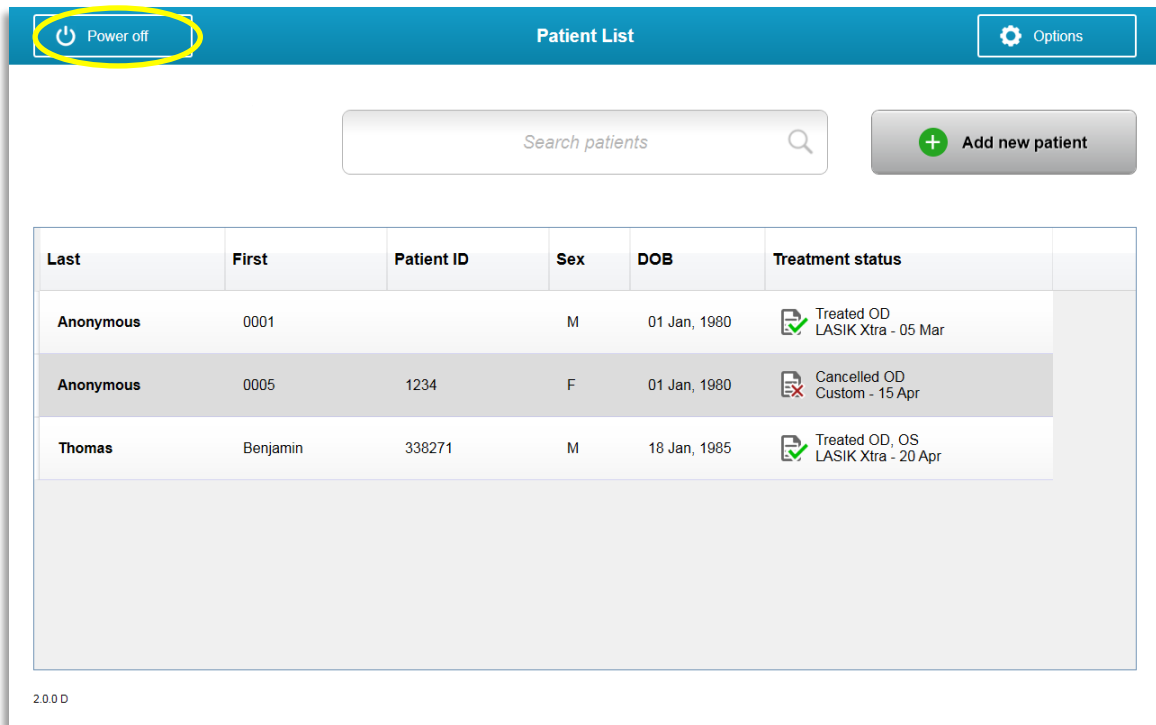 Power off
Patient List
Options
Search patients
Add new patient
Last First Patient ID Sex DOB Treatment status
Anonymous 0001 M 01 Jan, 1980 Treated OD
LASIK Xtra - 05 Mar
Anonymous 0005 1234 F 01 Jan, 1980 Cancelled OD
Custom - 15 Apr
Thomas Benjamin 338271 M 18 Jan, 1985 Treated OD, OS
LASIK Xtra - 20 Apr
2.0.0 D